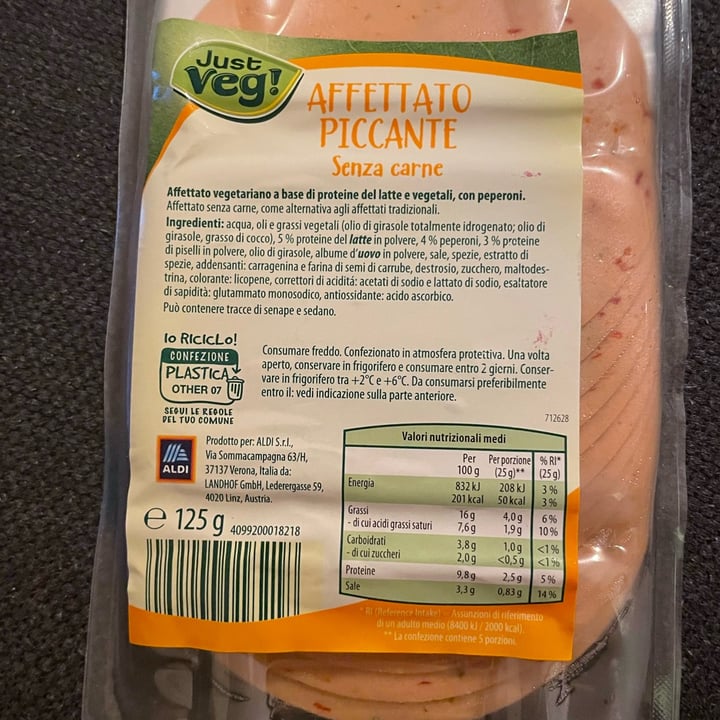 Just
Veg!
AFFETTATO
PICCANTE
Senza carne
Affettato vegetariano a base di proteine del latte e vegetali, con peperoni.
Affettato senza carne, come alternativa agli affettati tradizionali.
Ingredienti: acqua, oli e grassi vegetali (olio di girasole totalmente idrogenato; olio di
girasole, grasso di cocco), 5 % proteine del latte in polvere, 4 % peperoni, 3 % proteine
di piselli in polvere, olio di girasole, albume d'uovo in polvere, sale, spezie, estratto di
spezie, addensanti: carragenina e farina di semi di carrube, destrosio, zucchero, maltodes-
trina, colorante: licopene, correttori di aciditá: acetati di sodio e lattato di sodio, esaltatore
di sapidità: glutammato monosodico, antiossidante: acido ascorbico.
Può contenere tracce di senape e sedano.
Io RICICLO!
CONFEZIONE
PLASTICA
OTHER 07
SEGUI LE REGOLE
DEL TUO COMUNE
Consumare freddo. Confezionato in atmosfera protettiva. Una volta
aperto, conservare in frigorifero e consumare entro 2 giorni. Conser-
vare in frigorifero tra +2°C e +6°C. Da consumarsi preferibilmente
entro il: vedi indicazione sulla parte anteriore.
712628
ALDI
Prodotto per: ALDI S.r.l.,
Via Sommacampagna 63/H,
37137 Verona, Italia da:
LANDHOF GmbH, Lederergasse 59,
4020 Linz, Austria.
e 125 g 4099200018218
Valori nutrizionali medi
Per 100 g Per porzione (25 g)** % RI* (25 g)
Energia 832 kJ 208 kJ 3 %
201 kcal 50 kcal 3 %
Grassi 16 g 4,0 g 6 %
- di cui acidi grassi saturi 7,6 g 1,9 g 10 %
Carboidrati 3,8 g 1,0 g <1 %
- di cui zuccheri 2,0 g <0,5 g <1 %
Proteine 9,8 g 2,5 g 5 %
Sale 3,3 g 0,83 g 14 %
* RI (Reference Intake) = Assunzioni di riferimento
di un adulto medio (8400 kJ / 2000 kcal).
** La confezione contiene 5 porzioni.